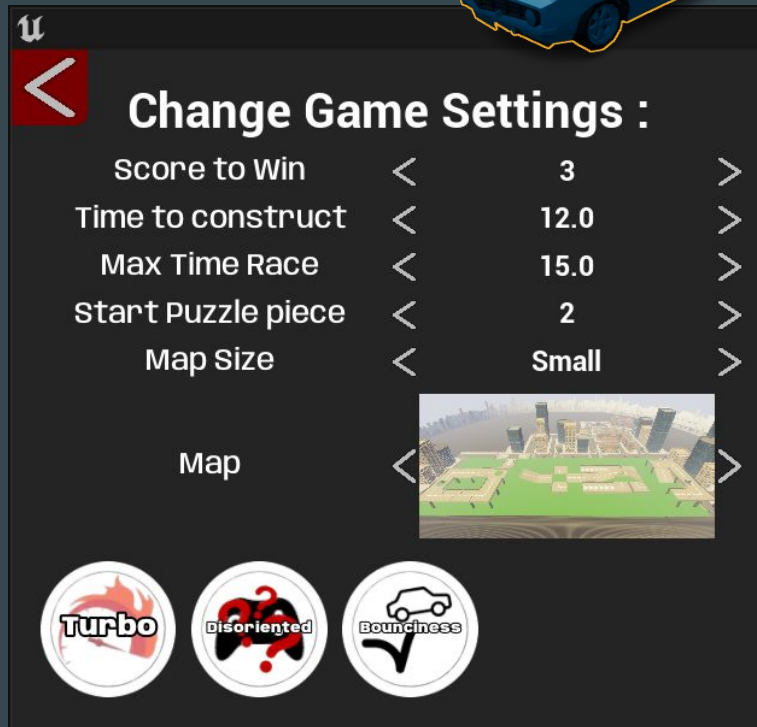 Change Game Settings :
Score to Win < 3 >
Time to construct < 12.0 >
Max Time Race < 15.0 >
Start Puzzle piece < 2 >
Map Size < Small >
Map < >
Turbo
Disoriented
Bounciness